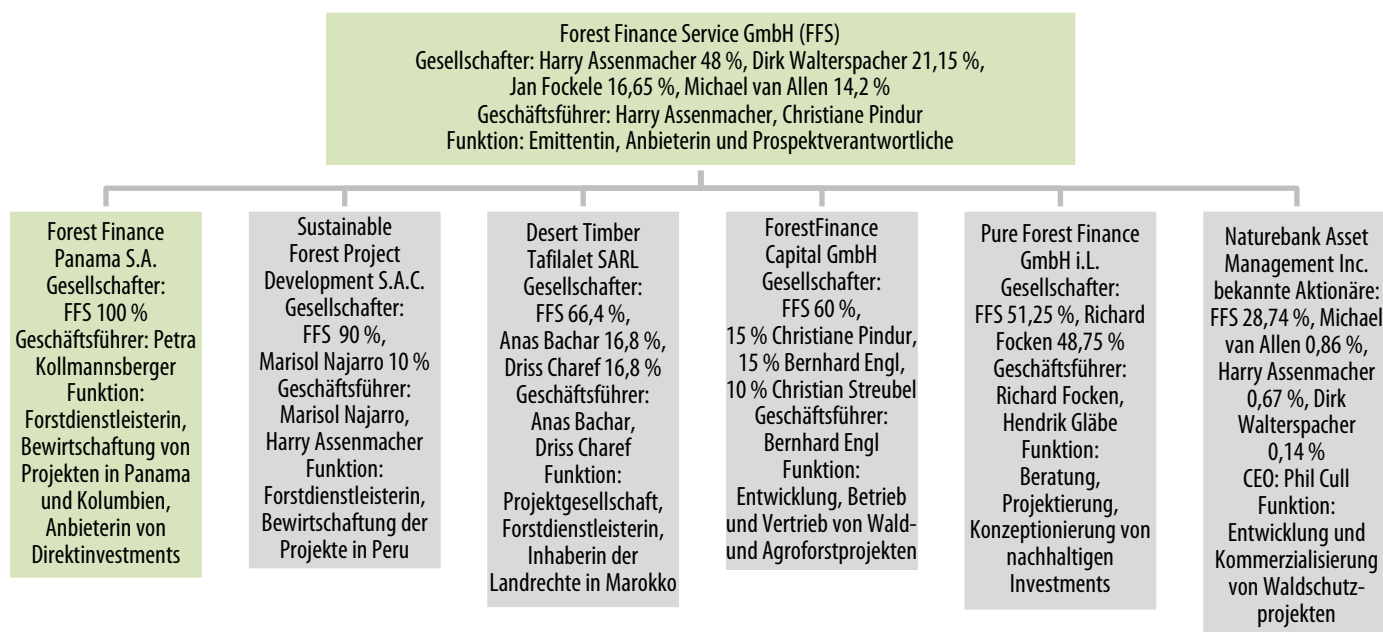 Forest Finance Service GmbH (FFS)
Gesellschafter: Harry Assenmacher 48 %, Dirk Walterspacher 21,15 %,
Jan Fockele 16,65 %, Michael van Allen 14,2 %
Geschäftsführer: Harry Assenmacher, Christiane Pindur
Funktion: Emittentin, Anbieterin und Prospektverantwortliche
Forest Finance
Panama S.A.
Gesellschafter:
FFS 100 %
Geschäftsführer: Petra
Kollmannsberger
Funktion:
Forstdienstleisterin,
Bewirtschaftung von
Projekten in Panama
und Kolumbien,
Anbieterin von
Direktinvestments
Sustainable
Forest Project
Development S.A.C.
Gesellschafter:
FFS 90 %,
Marisol Najarro 10 %
Geschäftsführer:
Marisol Najarro,
Harry Assenmacher
Funktion:
Forstdienstleisterin,
Bewirtschaftung der
Projekte in Peru
Desert Timber
Tafilalet SARL
Gesellschafter:
FFS 66,4 %,
Anas Bachar 16,8 %,
Driss Charef 16,8 %
Geschäftsführer:
Anas Bachar,
Driss Charef
Funktion:
Projektgesellschaft,
Forstdienstleisterin,
Inhaberin der
Landrechte in Marokko
ForestFinance
Capital GmbH
Gesellschafter:
FFS 60 %,
15 % Christiane Pindur,
15 % Bernhard Engl,
10 % Christian Streubel
Geschäftsführer:
Bernhard Engl
Funktion:
Entwicklung, Betrieb
und Vertrieb von Wald-
und Agroforstprojekten
Pure Forest Finance
GmbH i.L.
Gesellschafter:
FFS 51,25 %, Richard
Focken 48,75 %
Geschäftsführer:
Richard Focken,
Hendrik Gläbe
Funktion:
Beratung,
Projektierung,
Konzeptionierung von
nachhaltigen
Investments
Naturebank Asset
Management Inc.
bekannte Aktionäre:
FFS 28,74 %, Michael
van Allen 0,86 %,
Harry Assenmacher
0,67 %, Dirk
Walterspacher
0,14 %
CEO: Phil Cull
Funktion:
Entwicklung und
Kommerzialisierung
von Waldschutz-
projekten